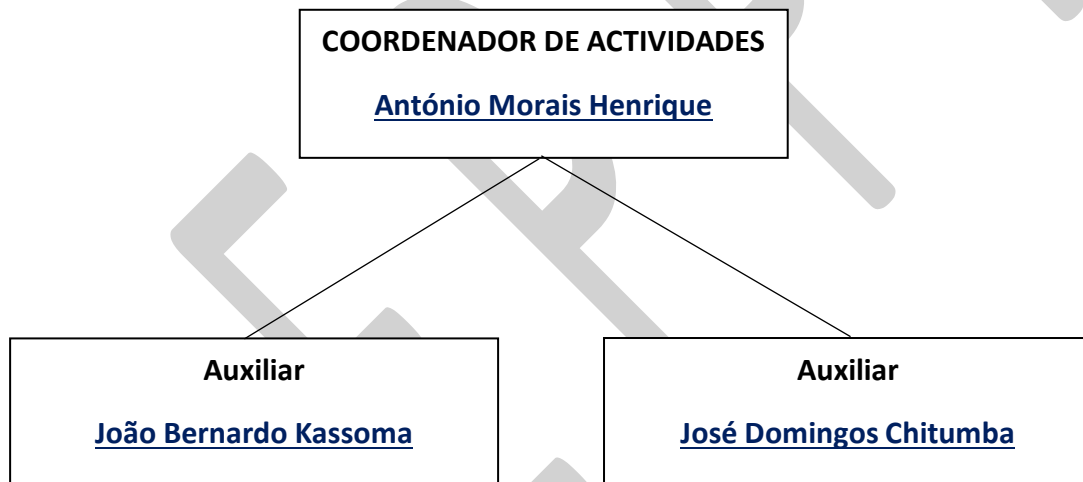 COORDENADOR DE ACTIVIDADES
António Morais Henrique
Auxiliar
João Bernardo Kassoma
Auxiliar
José Domingos Chitumba